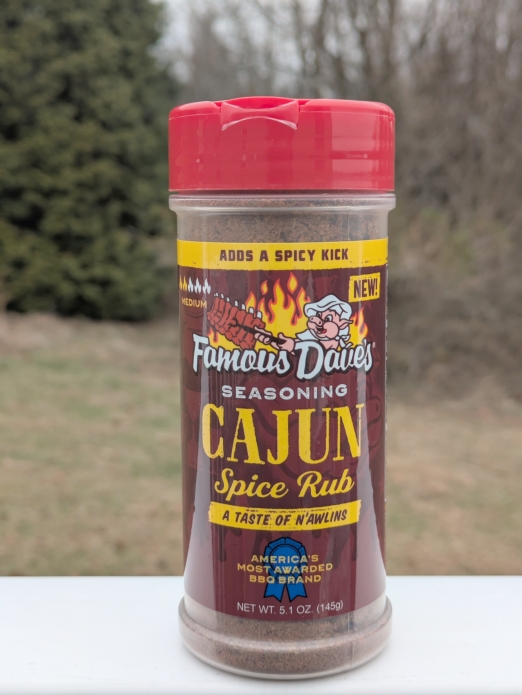 ADDS A SPICY KICK
NEW!
MEDIUM
Famous Dave's
SEASONING
CAJUN
Spice Rub
A TASTE OF N'AWLINS
AMERICA'S
MOST AWARDED
BBQ BRAND
NET WT. 5.1 OZ. (145g)